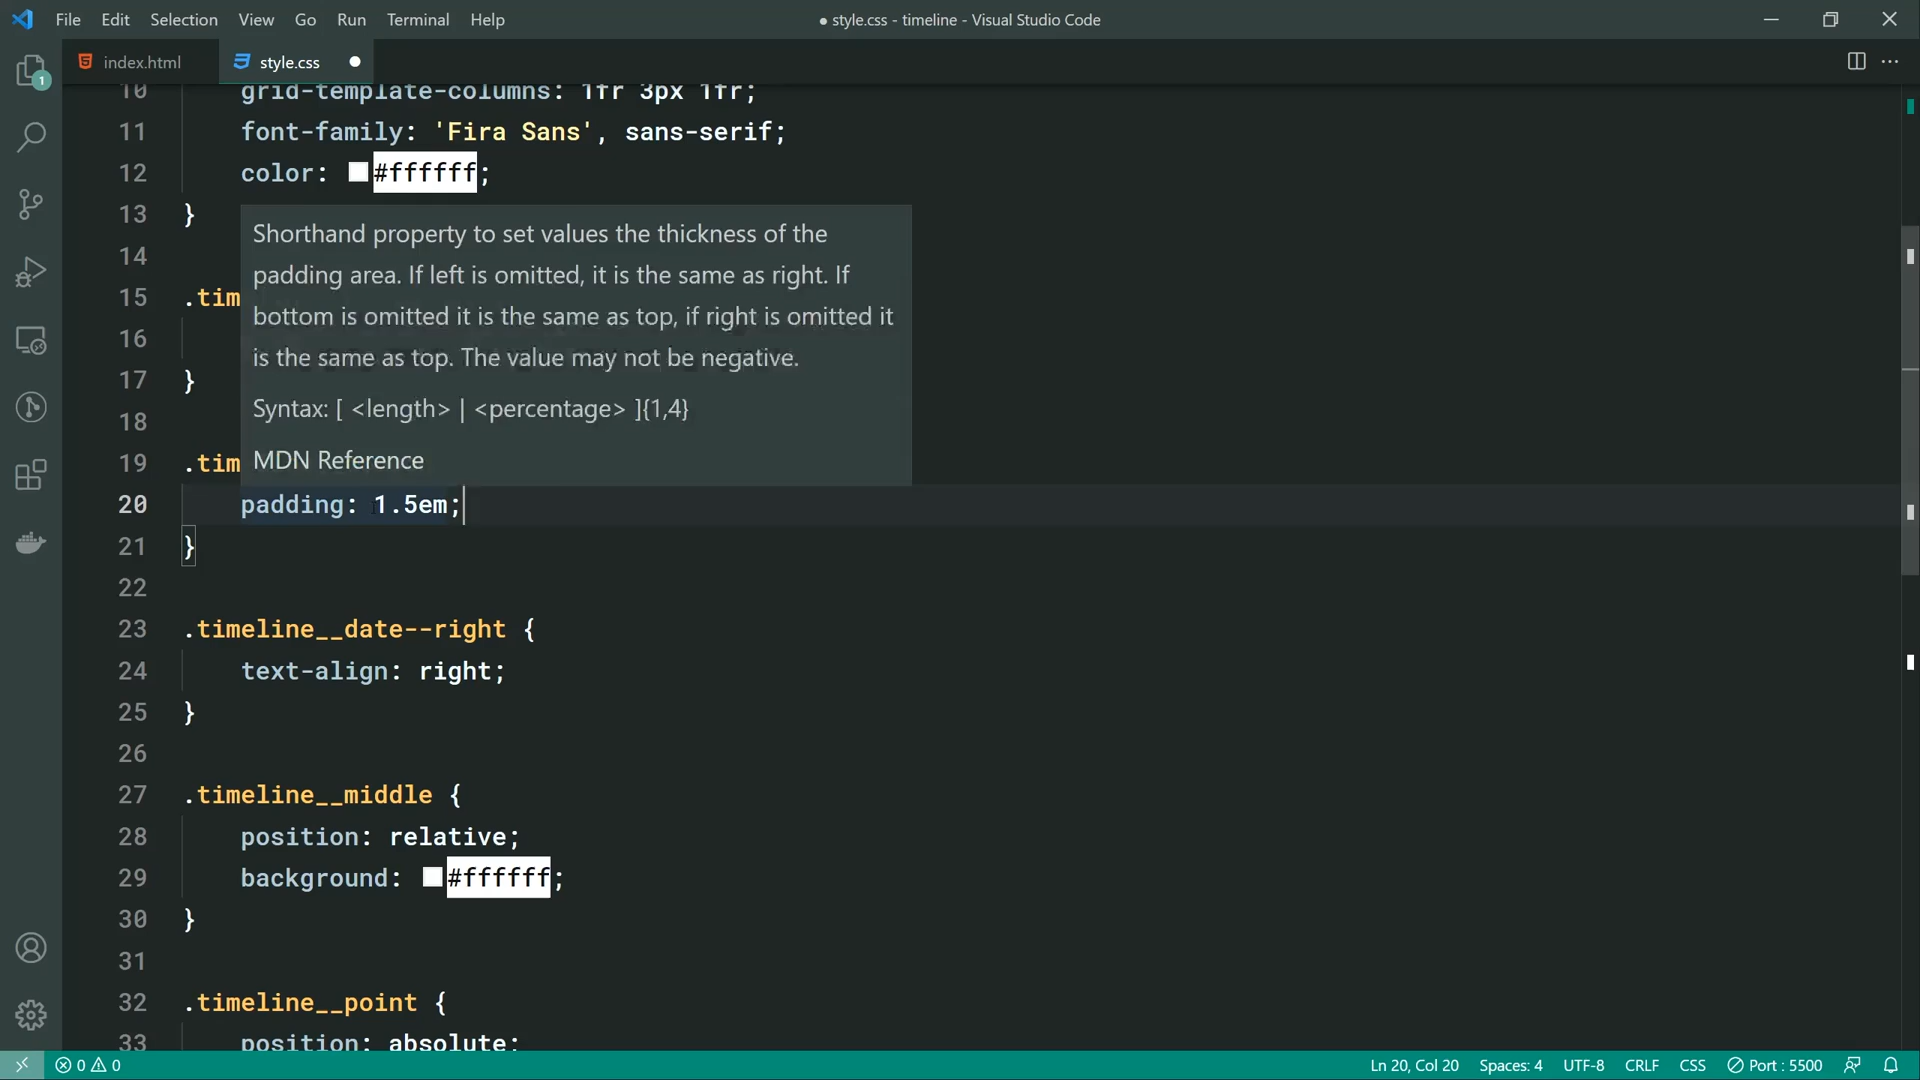 File Edit Selection View Go Run Terminal Help
● style.css - timeline - Visual Studio Code
index.html
style.css
1
10 grid-template-columns: 1fr 3px 1fr;
11 font-family: 'Fira Sans', sans-serif;
12 color: #ffffff;
13 }
14
15 .tim
16
17 }
18
19 .tim
Shorthand property to set values the thickness of the
padding area. If left is omitted, it is the same as right. If
bottom is omitted it is the same as top, if right is omitted it
is the same as top. The value may not be negative.
Syntax: [ <length> | <percentage> ]{1,4}
MDN Reference
20 padding: 1.5em;
21 }
22
23 .timeline__date--right {
24 text-align: right;
25 }
26
27 .timeline__middle {
28 position: relative;
29 background: #ffffff;
30 }
31
32 .timeline__point {
33 position: absolute;
0 0
Ln 20, Col 20 Spaces: 4 UTF-8 CRLF CSS Port : 5500